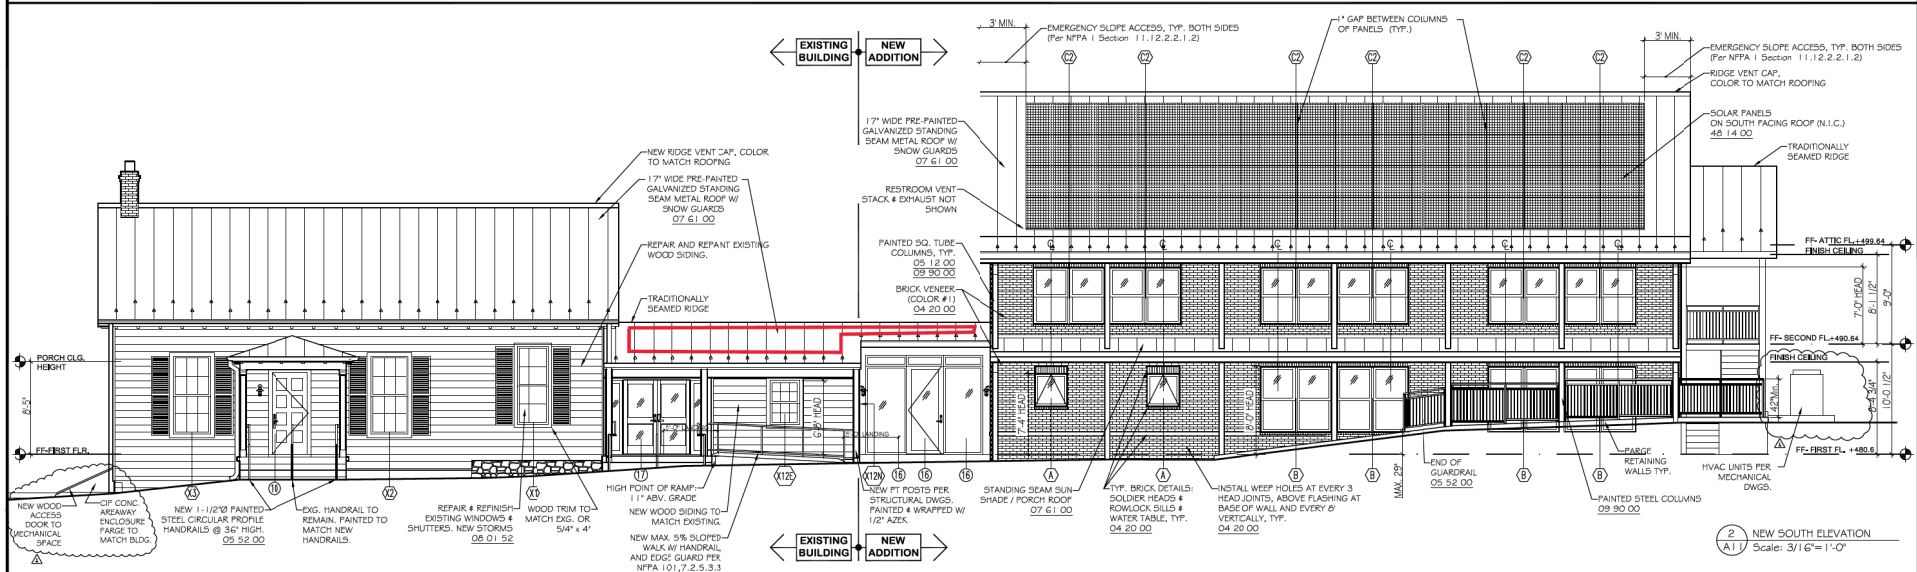 EXISTING
BUILDING
NEW
ADDITION
3' MIN.
EMERGENCY SLOPE ACCESS, TYP. BOTH SIDES
(Per NFPA 1 Section 11.12.2.2.1.2)
1" GAP BETWEEN COLUMNS
OF PANELS (TYP.)
3' MIN.
EMERGENCY SLOPE ACCESS, TYP. BOTH SIDES
(Per NFPA 1 Section 11.12.2.2.1.2)
RIDGE VENT CAP,
COLOR TO MATCH ROOFING
C2
C2
C2
C2
C2
C2
SOLAR PANELS
ON SOUTH FACING ROOF (N.I.C.)
48 14 00
TRADITIONALLY
SEAMED RIDGE
17" WIDE PRE-PAINTED
GALVANIZED STANDING
SEAM METAL ROOF W/
SNOW GUARDS
07 61 00
RESTROOM VENT
STACK & EXHAUST NOT
SHOWN
NEW RIDGE VENT CAP, COLOR
TO MATCH ROOFING
17" WIDE PRE-PAINTED
GALVANIZED STANDING
SEAM METAL ROOF W/
SNOW GUARDS
07 61 00
REPAIR AND REPANT EXISTING
WOOD SIDING.
TRADITIONALLY
SEAMED RIDGE
PAINTED SQ. TUBE
COLUMNS, TYP.
05 12 00
09 90 00
BRICK VENEER
(COLOR #1)
04 20 00
FF- ATTIC FL.+499.64
FINISH CEILING
7'-0" HEAD
8'-1 1/2"
9'-0"
FF- SECOND FL.+490.64
FINISH CEILING
42"Min.
8'-4 3/4"
10'-0 1/2"
FF- FIRST FL. +480.6
PORCH CLG.
HEIGHT
8'-5"
FF-FIRST FLR.
6'-8" HEAD
5'-0" LANDING
5'-0" LANDING
7'-4" HEAD
8'-0" HEAD
MAX. 29"
X3
10
X2
X1
17
X12E
X12N
16
16
16
A
A
B
B
B
B
NEW WOOD
ACCESS
DOOR TO
MECHANICAL
SPACE
CIP CONC.
AREAWAY
ENCLOSURE
PARGE TO
MATCH BLDG.
NEW 1-1/2"Ø PAINTED
STEEL CIRCULAR PROFILE
HANDRAILS @ 36" HIGH.
05 52 00
EXG. HANDRAIL TO
REMAIN. PAINTED TO
MATCH NEW
HANDRAILS.
REPAIR & REFINISH
EXISTING WINDOWS &
SHUTTERS. NEW STORMS
08 01 52
WOOD TRIM TO
MATCH EXG. OR
5/4" x 4"
HIGH POINT OF RAMP:
11" ABV. GRADE
NEW WOOD SIDING TO
MATCH EXISTING.
NEW MAX. 5% SLOPED
WALK W/ HANDRAIL,
AND EDGE GUARD PER
NFPA 101,7.2.5.3.3
NEW PT POSTS PER
STRUCTURAL DWGS.
PAINTED & WRAPPED W/
1/2" AZEK
EXISTING
BUILDING
NEW
ADDITION
STANDING SEAM SUN
SHADE / PORCH ROOF
07 61 00
TYP. BRICK DETAILS:
SOLDIER HEADS &
ROWLOCK SILLS &
WATER TABLE, TYP.
04 20 00
INSTALL WEEP HOLES AT EVERY 3
HEAD JOINTS, ABOVE FLASHING AT
BASE OF WALL AND EVERY 8'
VERTICALLY, TYP.
04 20 00
END OF
GUARDRAIL
05 52 00
PARGE
RETAINING
WALLS TYP.
PAINTED STEEL COLUMNS
09 90 00
HVAC UNITS PER
MECHANICAL
DWGS.
2
A11
NEW SOUTH ELEVATION
Scale: 3/16"=1'-0"